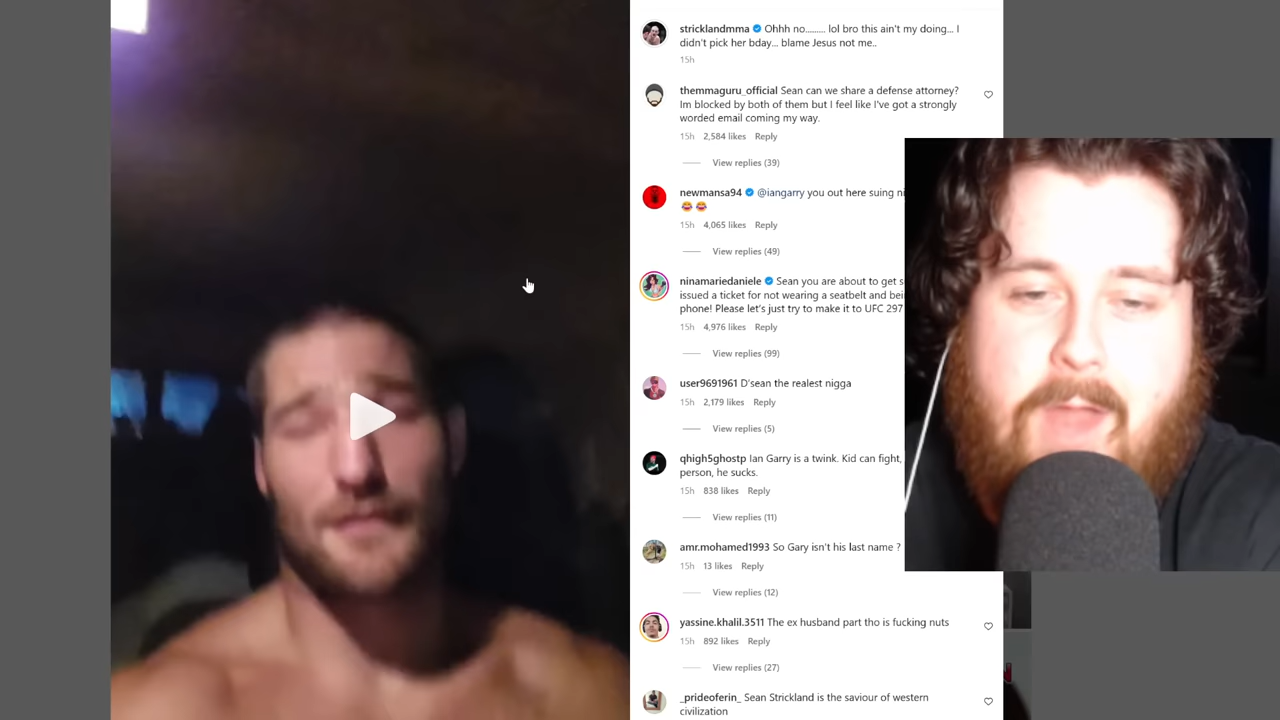 stricklandmma Ohhh no......... lol bro this ain't my doing... I
didn't pick her bday... blame Jesus not me..
15h
themmaguru_official Sean can we share a defense attorney?
Im blocked by both of them but I feel like I've got a strongly
worded email coming my way.
15h 2,584 likes Reply
View replies (39)
newmansa94 @iangarry you out here suing ni
😂😂
15h 4,065 likes Reply
View replies (49)
ninamariedaniele Sean you are about to get s
issued a ticket for not wearing a seatbelt and bei
phone! Please let's just try to make it to UFC 297
15h 4,976 likes Reply
View replies (99)
user9691961 D'sean the realest nigga
15h 2,179 likes Reply
View replies (5)
qhigh5ghostp Ian Garry is a twink. Kid can fight,
person, he sucks.
15h 838 likes Reply
View replies (11)
amr.mohamed1993 So Gary isn't his last name ?
15h 13 likes Reply
View replies (12)
yassine.khalil.3511 The ex husband part tho is fucking nuts
15h 892 likes Reply
View replies (27)
_prideoferin_ Sean Strickland is the saviour of western
civilization